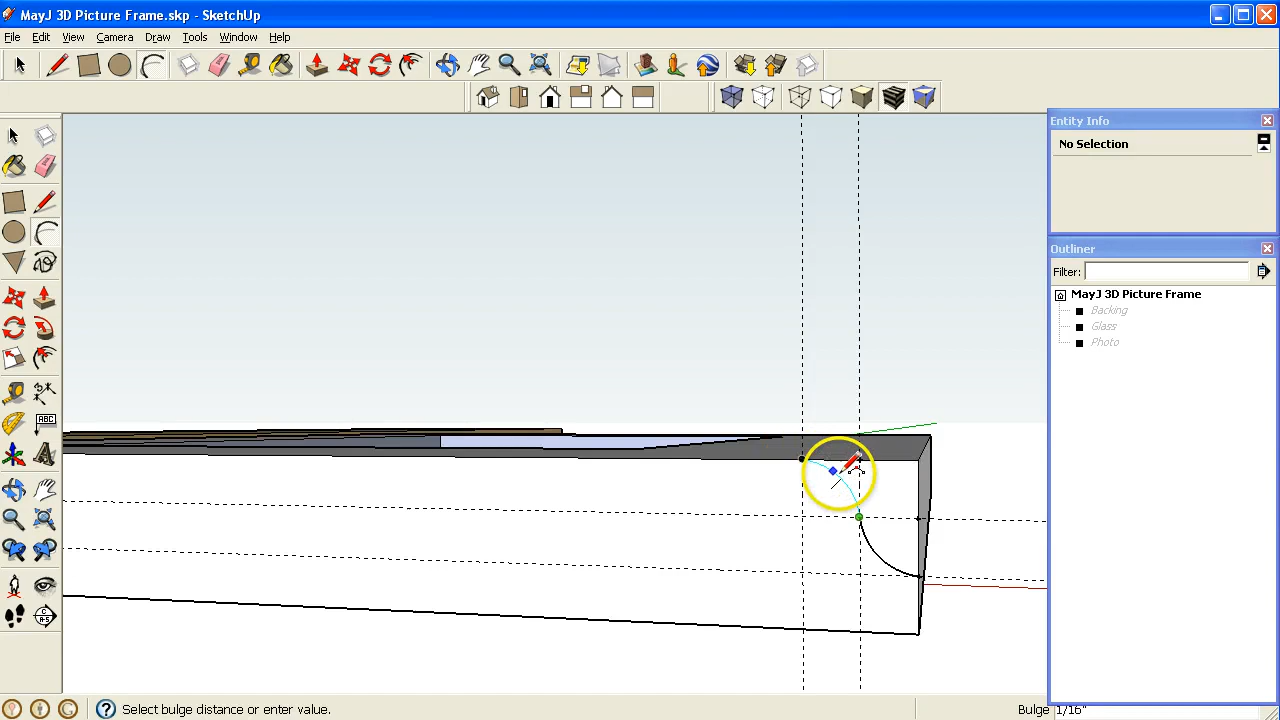 MayJ 3D Picture Frame.skp - SketchUp
File Edit View Camera Draw Tools Window Help
Entity Info
No Selection
Outliner
Filter:
MayJ 3D Picture Frame
Backing
Glass
Photo
ABC
A
C
A-S
G
?
Select bulge distance or enter value.
Bulge 1/16"